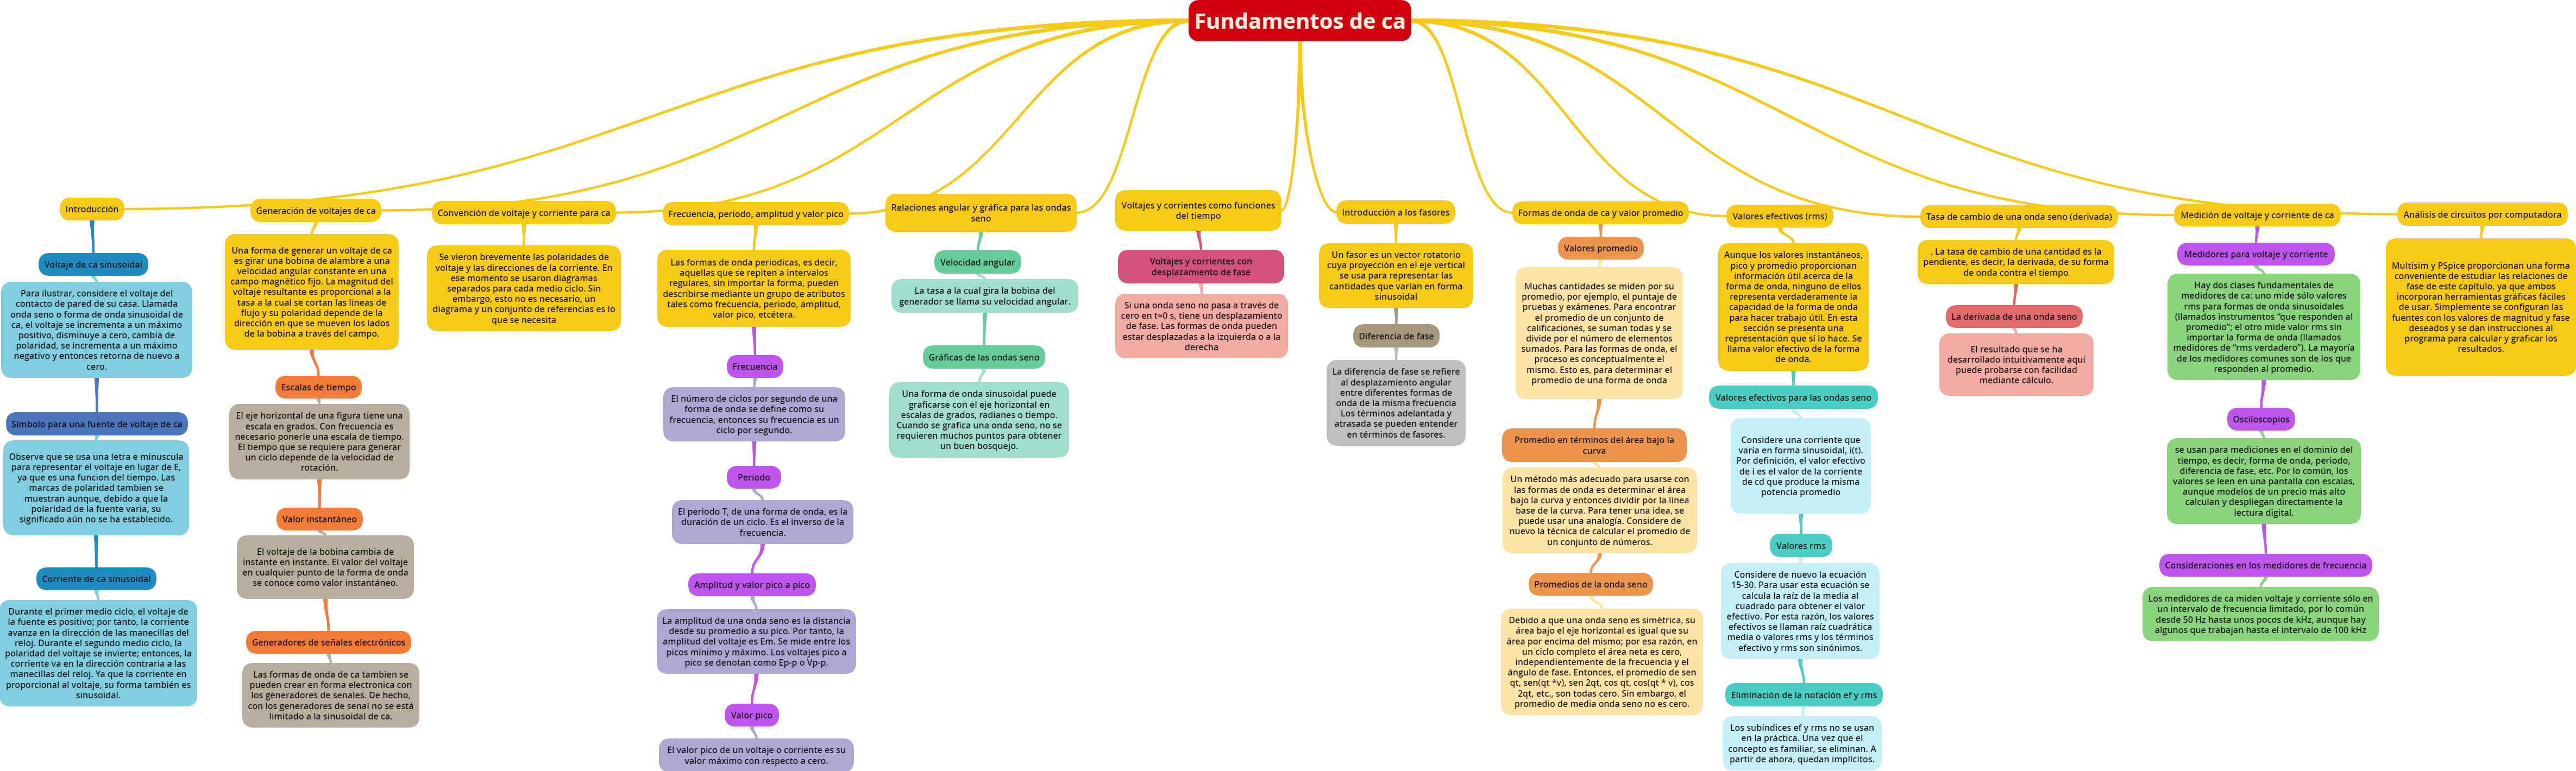 Fundamentos de ca
Introducción
Voltaje de ca sinusoidal
Para ilustrar, considere el voltaje del
contacto de pared de su casa. Llamada
onda seno o forma de onda sinusoidal de
ca, el voltaje se incrementa a un máximo
positivo, disminuye a cero, cambia de
polaridad, se incrementa a un máximo
negativo y entonces retorna de nuevo a
cero.
Símbolo para una fuente de voltaje de ca
Observe que se usa una letra e minuscula
para representar el voltaje en lugar de E,
ya que es una funcion del tiempo. Las
marcas de polaridad tambien se
muestran aunque, debido a que la
polaridad de la fuente varia, su
significado aún no se ha establecido.
Corriente de ca sinusoidal
Durante el primer medio ciclo, el voltaje de
la fuente es positivo; por tanto, la corriente
avanza en la dirección de las manecillas del
reloj. Durante el segundo medio ciclo, la
polaridad del voltaje se invierte; entonces, la
corriente va en la dirección contraria a las
manecillas del reloj. Ya que la corriente en
proporcional al voltaje, su forma también es
sinusoidal.
Generación de voltajes de ca
Una forma de generar un voltaje de ca
es girar una bobina de alambre a una
velocidad angular constante en una
campo magnético fijo. La magnitud del
voltaje resultante es proporcional a la
tasa a la cual se cortan las líneas de
flujo y su polaridad depende de la
dirección en que se mueven los lados
de la bobina a través del campo.
Escalas de tiempo
El eje horizontal de una figura tiene una
escala en grados. Con frecuencia es
necesario ponerle una escala de tiempo.
El tiempo que se requiere para generar
un ciclo depende de la velocidad de
rotación.
Valor instantáneo
El voltaje de la bobina cambia de
instante en instante. El valor del voltaje
en cualquier punto de la forma de onda
se conoce como valor instantáneo.
Generadores de señales electrónicos
Las formas de onda de ca tambien se
pueden crear en forma electronica con
los generadores de senales. De hecho,
con los generadores de senal no se está
limitado a la sinusoidal de ca.
Convención de voltaje y corriente para ca
Se vieron brevemente las polaridades de
voltaje y las direcciones de la corriente. En
ese momento se usaron diagramas
separados para cada medio ciclo. Sin
embargo, esto no es necesario, un
diagrama y un conjunto de referencias es lo
que se necesita
Frecuencia, periodo, amplitud y valor pico
Las formas de onda periodicas, es decir,
aquellas que se repiten a intervalos
regulares, sin importar la forma, pueden
describirse mediante un grupo de atributos
tales como frecuencia, periodo, amplitud,
valor pico, etcétera.
Frecuencia
El número de ciclos por segundo de una
forma de onda se define como su
frecuencia, entonces su frecuencia es un
ciclo por segundo.
Periodo
El periodo T, de una forma de onda, es la
duración de un ciclo. Es el inverso de la
frecuencia.
Amplitud y valor pico a pico
La amplitud de una onda seno es la distancia
desde su promedio a su pico. Por tanto, la
amplitud del voltaje es Em. Se mide entre los
picos mínimo y máximo. Los voltajes pico a
pico se denotan como Ep-p o Vp-p.
Valor pico
El valor pico de un voltaje o corriente es su
valor máximo con respecto a cero.
Relaciones angular y gráfica para las ondas
seno
Velocidad angular
La tasa a la cual gira la bobina del
generador se llama su velocidad angular.
Gráficas de las ondas seno
Una forma de onda sinusoidal puede
graficarse con el eje horizontal en
escalas de grados, radianes o tiempo.
Cuando se grafica una onda seno, no se
requieren muchos puntos para obtener
un buen bosquejo.
Voltajes y corrientes como funciones
del tiempo
Voltajes y corrientes con
desplazamiento de fase
Si una onda seno no pasa a través de
cero en t=0 s, tiene un desplazamiento
de fase. Las formas de onda pueden
estar desplazadas a la izquierda o a la
derecha
Introducción a los fasores
Un fasor es un vector rotatorio
cuya proyección en el eje vertical
se usa para representar las
cantidades que varían en forma
sinusoidal
Diferencia de fase
La diferencia de fase se refiere
al desplazamiento angular
entre diferentes formas de
onda de la misma frecuencia
Los términos adelantada y
atrasada se pueden entender
en términos de fasores.
Formas de onda de ca y valor promedio
Valores promedio
Muchas cantidades se miden por su
promedio, por ejemplo, el puntaje de
pruebas y exámenes. Para encontrar
el promedio de un conjunto de
calificaciones, se suman todas y se
divide por el número de elementos
sumados. Para las formas de onda, el
proceso es conceptualmente el
mismo. Esto es, para determinar el
promedio de una forma de onda
Promedio en términos del área bajo la
curva
Un método más adecuado para usarse con
las formas de onda es determinar el área
bajo la curva y entonces dividir por la línea
base de la curva. Para tener una idea, se
puede usar una analogía. Considere de
nuevo la técnica de calcular el promedio de
un conjunto de números.
Promedios de la onda seno
Debido a que una onda seno es simétrica, su
área bajo el eje horizontal es igual que su
área por encima del mismo; por esa razón, en
un ciclo completo el área neta es cero,
independientemente de la frecuencia y el
ángulo de fase. Entonces, el promedio de sen
qt, sen(qt *v), sen 2qt, cos qt, cos(qt * v), cos
2qt, etc., son todas cero. Sin embargo, el
promedio de media onda seno no es cero.
Valores efectivos (rms)
Aunque los valores instantáneos,
pico y promedio proporcionan
información útil acerca de la
forma de onda, ninguno de ellos
representa verdaderamente la
capacidad de la forma de onda
para hacer trabajo útil. En esta
sección se presenta una
representación que sí lo hace. Se
llama valor efectivo de la forma
de onda.
Valores efectivos para las ondas seno
Considere una corriente que
varía en forma sinusoidal, i(t).
Por definición, el valor efectivo
de i es el valor de la corriente
de cd que produce la misma
potencia promedio
Valores rms
Considere de nuevo la ecuación
15-30. Para usar esta ecuación se
calcula la raíz de la media al
cuadrado para obtener el valor
efectivo. Por esta razón, los valores
efectivos se llaman raíz cuadrática
media o valores rms y los términos
efectivo y rms son sinónimos.
Eliminación de la notación ef y rms
Los subíndices ef y rms no se usan
en la práctica. Una vez que el
concepto es familiar, se eliminan. A
partir de ahora, quedan implícitos.
Tasa de cambio de una onda seno (derivada)
. La tasa de cambio de una cantidad es la
pendiente, es decir, la derivada, de su forma
de onda contra el tiempo
La derivada de una onda seno
El resultado que se ha
desarrollado intuitivamente aquí
puede probarse con facilidad
mediante cálculo.
Medición de voltaje y corriente de ca
Medidores para voltaje y corriente
Hay dos clases fundamentales de
medidores de ca: uno mide sólo valores
rms para formas de onda sinusoidales
(llamados instrumentos “que responden al
promedio”; el otro mide valor rms sin
importar la forma de onda (llamados
medidores de “rms verdadero”). La mayoría
de los medidores comunes son de los que
responden al promedio.
Osciloscopios
se usan para mediciones en el dominio del
tiempo, es decir, forma de onda, periodo,
diferencia de fase, etc. Por lo común, los
valores se leen en una pantalla con escalas,
aunque modelos de un precio más alto
calculan y despliegan directamente la
lectura digital.
Consideraciones en los medidores de frecuencia
Los medidores de ca miden voltaje y corriente sólo en
un intervalo de frecuencia limitado, por lo común
desde 50 Hz hasta unos pocos de kHz, aunque hay
algunos que trabajan hasta el intervalo de 100 kHz
Análisis de circuitos por computadora
Multisim y PSpice proporcionan una forma
conveniente de estudiar las relaciones de
fase de este capítulo, ya que ambos
incorporan herramientas gráficas fáciles
de usar. Simplemente se configuran las
fuentes con los valores de magnitud y fase
deseados y se dan instrucciones al
programa para calcular y graficar los
resultados.